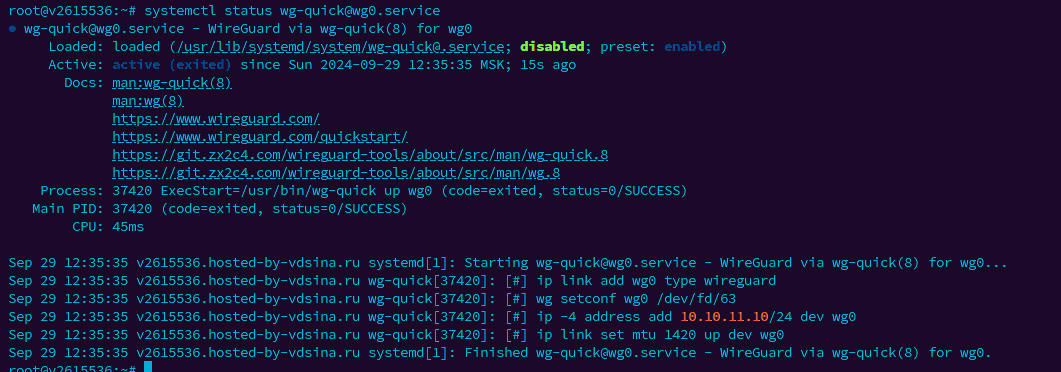 root@v2615536:~# systemctl status wg-quick@wg0.service
● wg-quick@wg0.service – WireGuard via wg-quick(8) for wg0
Loaded: loaded (/usr/lib/systemd/system/wg-quick@.service; disabled; preset: enabled)
Active: active (exited) since Sun 2024-09-29 12:35:35 MSK; 15s ago
Docs: man:wg-quick(8)
man:wg(8)
https://www.wireguard.com/
https://www.wireguard.com/quickstart/
https://git.zx2c4.com/wireguard-tools/about/src/man/wg-quick.8
https://git.zx2c4.com/wireguard-tools/about/src/man/wg.8
Process: 37420 ExecStart=/usr/bin/wg-quick up wg0 (code=exited, status=0/SUCCESS)
Main PID: 37420 (code=exited, status=0/SUCCESS)
CPU: 45ms
Sep 29 12:35:35 v2615536.hosted-by-vdsina.ru systemd[1]: Starting wg-quick@wg0.service – WireGuard via wg-quick(8) for wg0...
Sep 29 12:35:35 v2615536.hosted-by-vdsina.ru wg-quick[37420]: [#] ip link add wg0 type wireguard
Sep 29 12:35:35 v2615536.hosted-by-vdsina.ru wg-quick[37420]: [#] wg setconf wg0 /dev/fd/63
Sep 29 12:35:35 v2615536.hosted-by-vdsina.ru wg-quick[37420]: [#] ip -4 address add 10.10.11.10/24 dev wg0
Sep 29 12:35:35 v2615536.hosted-by-vdsina.ru wg-quick[37420]: [#] ip link set mtu 1420 up dev wg0
Sep 29 12:35:35 v2615536.hosted-by-vdsina.ru systemd[1]: Finished wg-quick@wg0.service – WireGuard via wg-quick(8) for wg0.
root@v2615536:~#